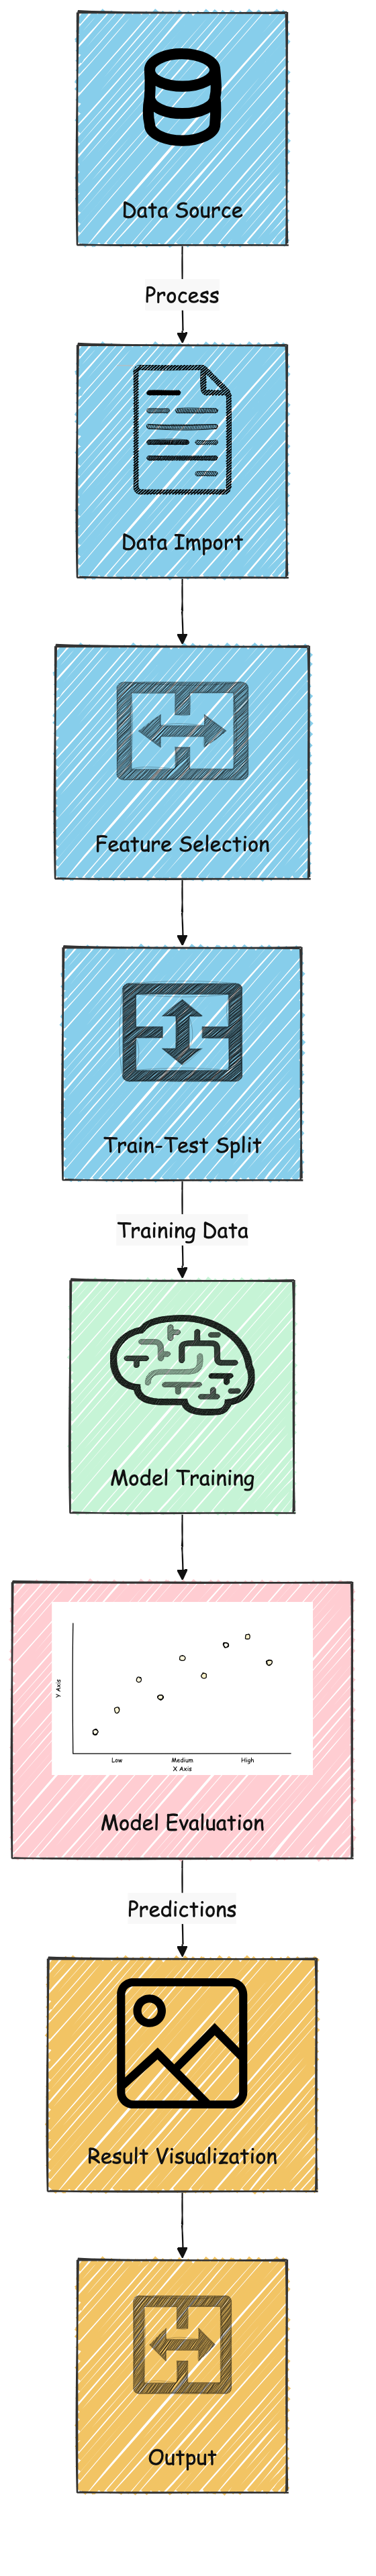 Data Source
Process
Data Import
Feature Selection
Train-Test Split
Training Data
Model Training
Y Axis
Low Medium High
X Axis
Model Evaluation
Predictions
Result Visualization
Output